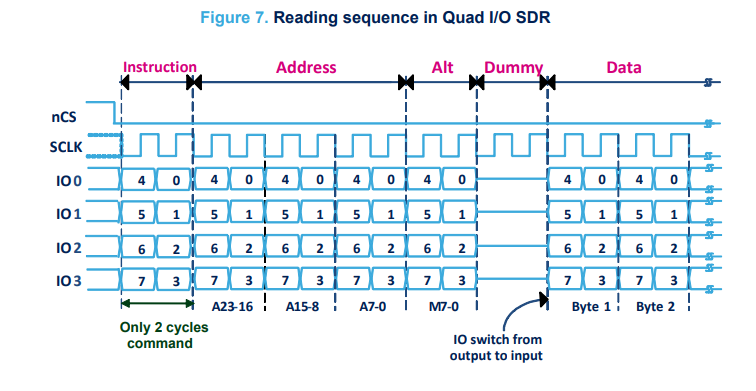 Figure 7. Reading sequence in Quad I/O SDR
Instruction Address Alt Dummy Data
nCS
SCLK
IO 0 4 0 4 0 4 0 4 0 4 0 4 0 4 0
IO 1 5 1 5 1 5 1 5 1 5 1 5 1 5 1
IO 2 6 2 6 2 6 2 6 2 6 2 6 2 6 2
IO 3 7 3 7 3 7 3 7 3 7 3 7 3 7 3
A23-16 A15-8 A7-0 M7-0 Byte 1 Byte 2
Only 2 cycles
command
IO switch from
output to input